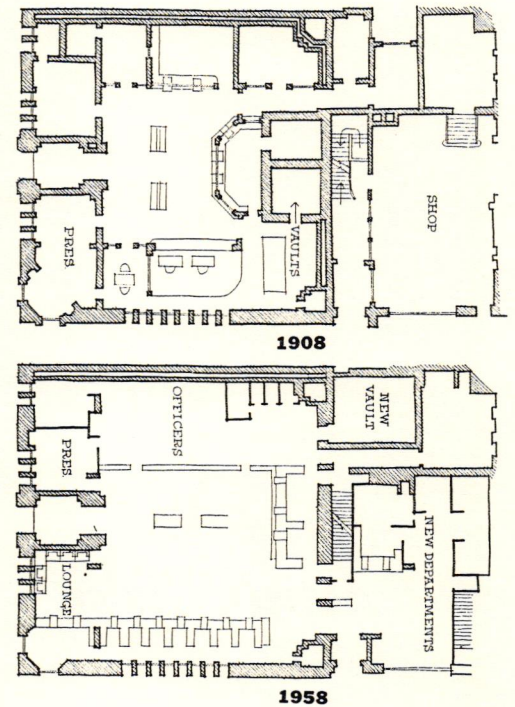 PRES
VAULTS
SHOP
1908
OFFICERS
NEW
VAULT
PRES
LOUNGE
NEW DEPARTMENTS
1958